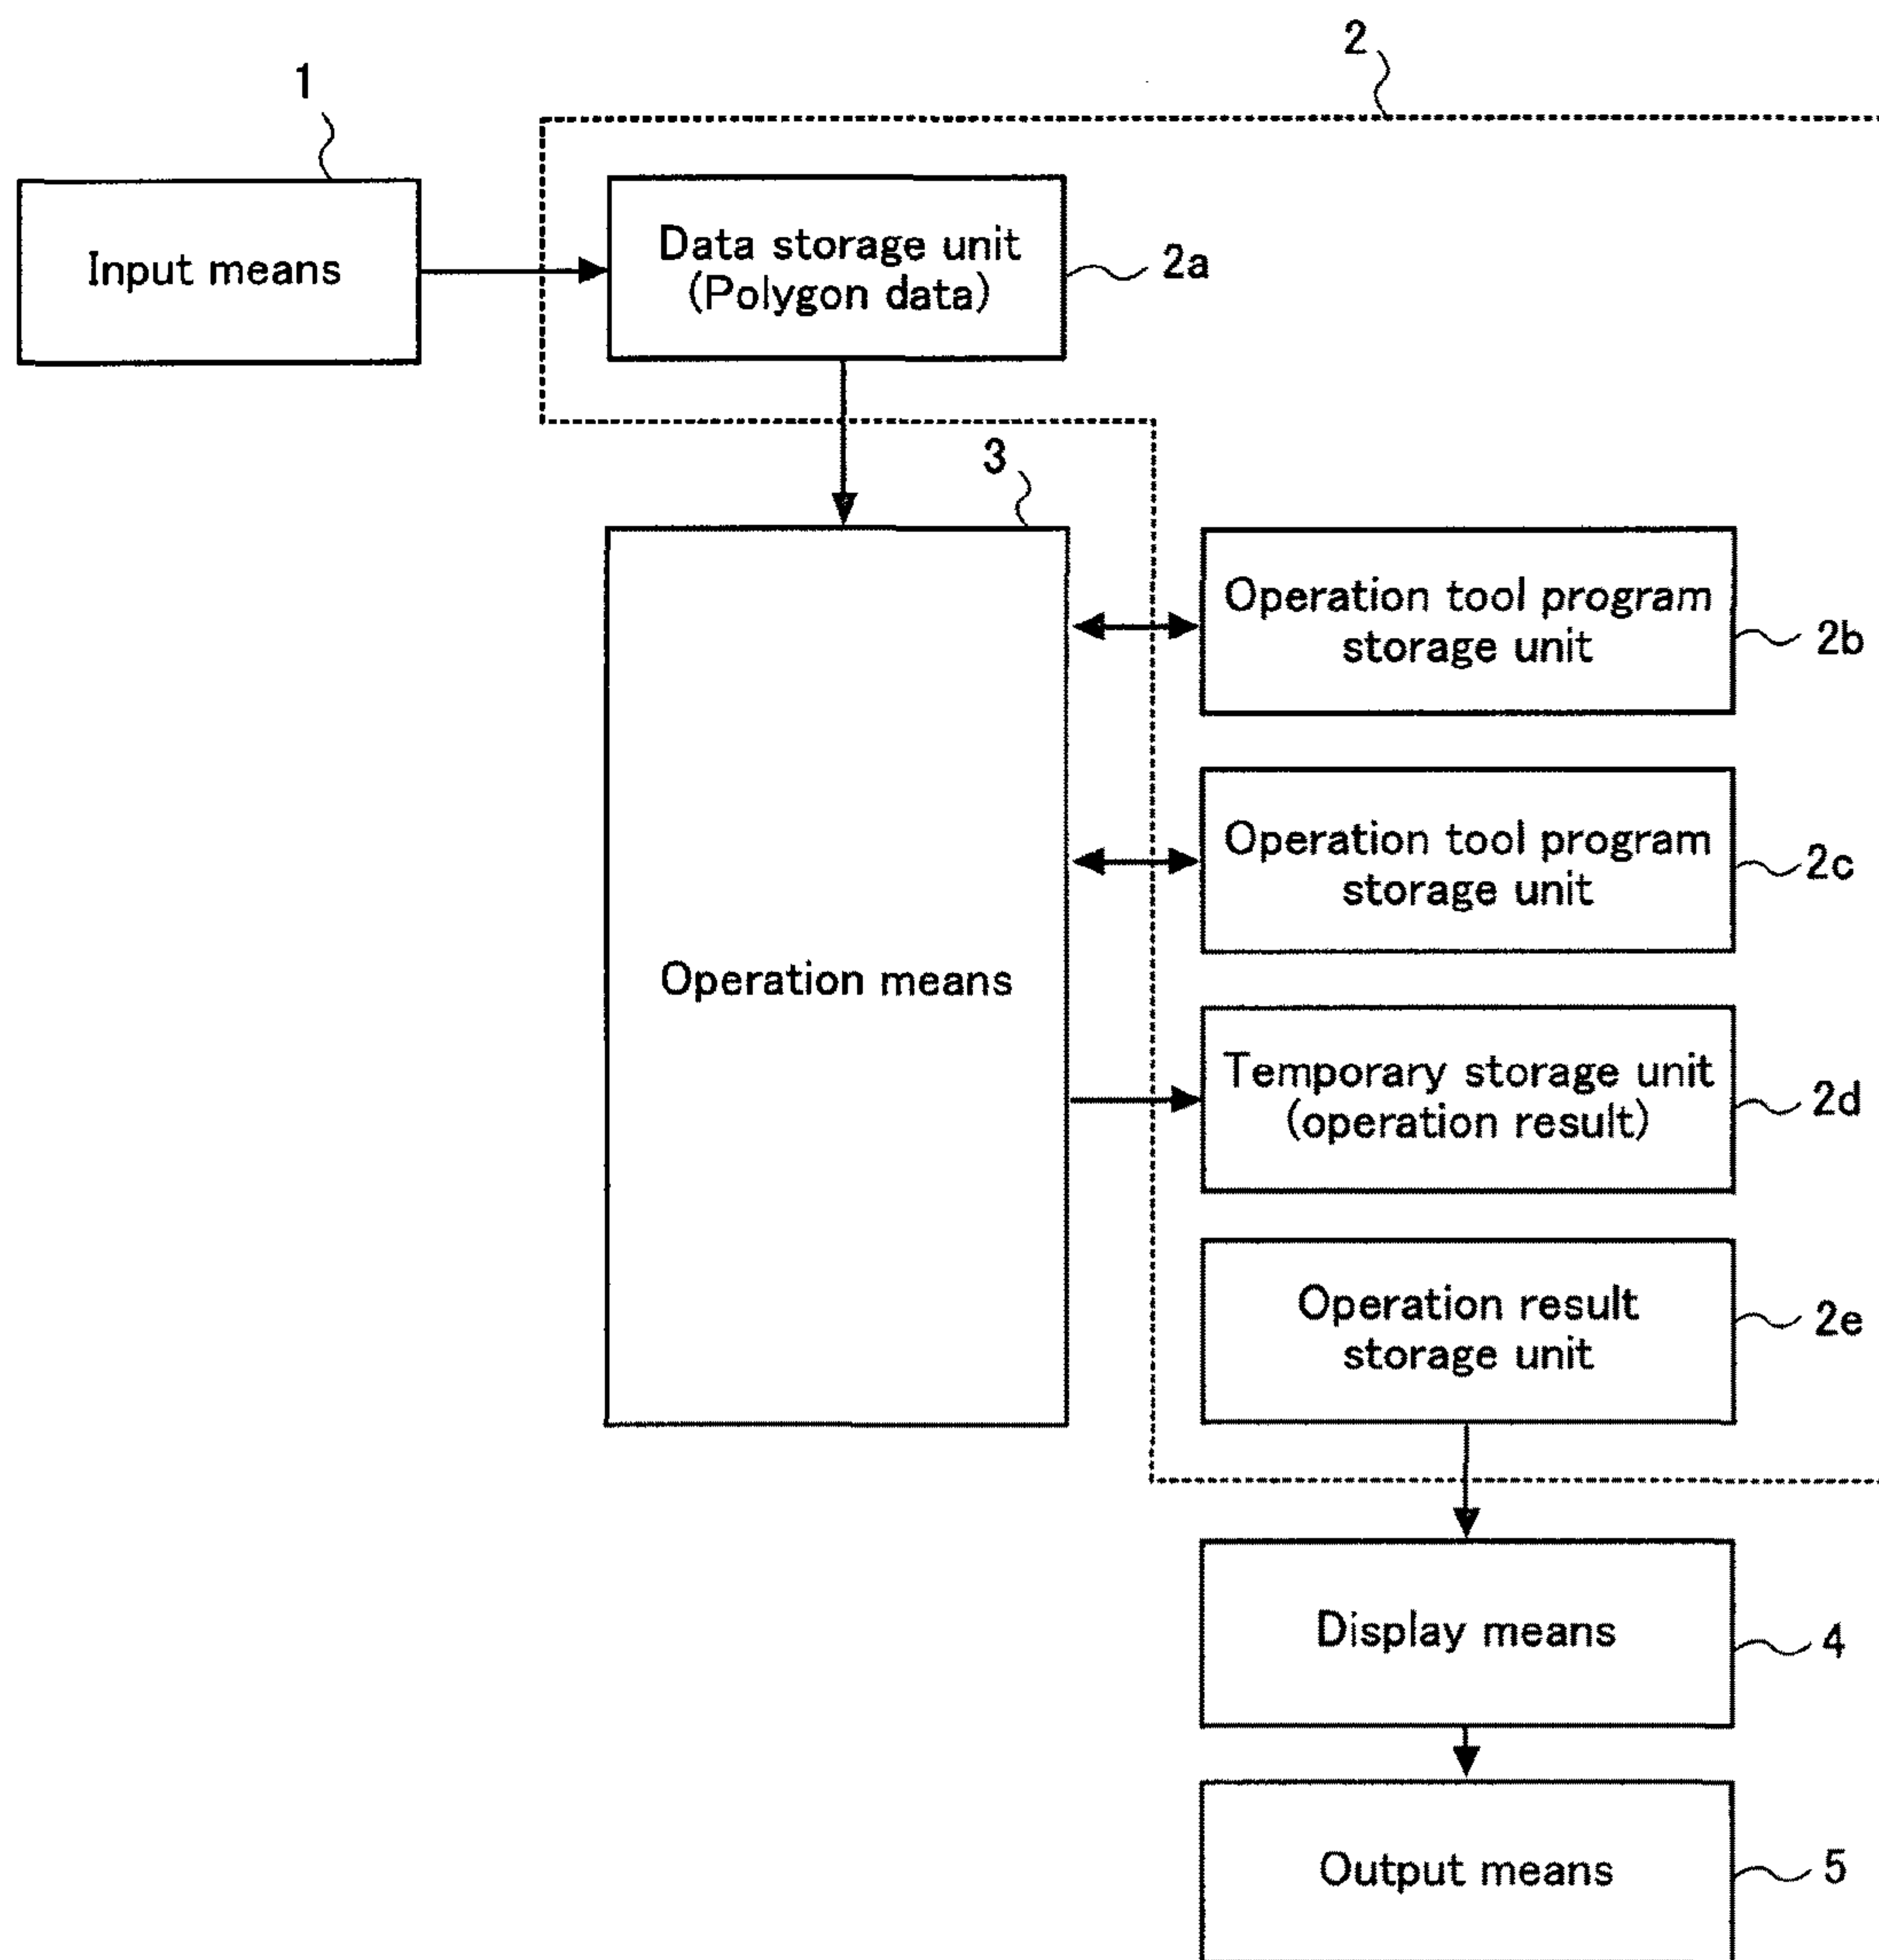 2
1
Input means
Data storage unit
(Polygon data)
2a
3
Operation means
Operation tool program
storage unit
2b
Operation tool program
storage unit
2c
Temporary storage unit
(operation result)
2d
Operation result
storage unit
2e
Display means
4
Output means
5